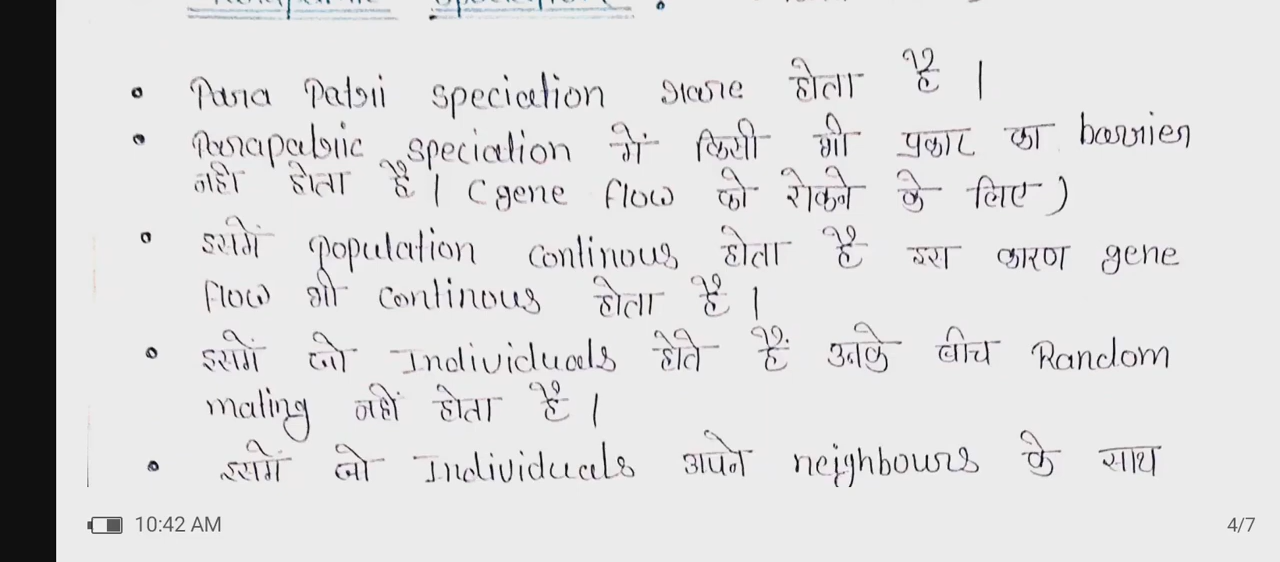 • Para Patrii speciation rare होता है |
• Parapatric speciation में किसी भी प्रकार का barrier
नही होता है | (gene flow को रोकने के लिए)
• इसमें population continous होता है इस कारण gene
flow भी continous होता है |
• इसमें जो Individuals होते हैं उनके बीच Random
mating नहीं होता है |
• इसमें जो Individuals अपने neighbours के साथ
10:42 AM
4/7